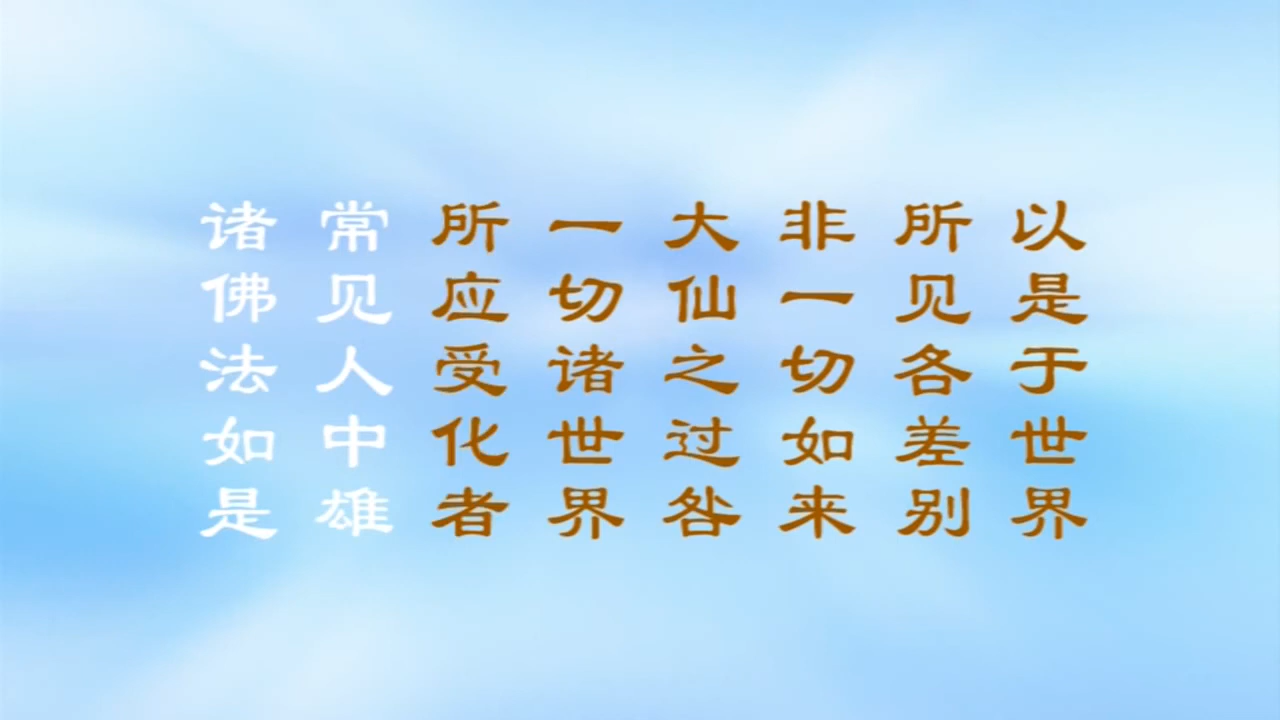 以是于世界
所见各差别
非一切如来
大仙之过咎
一切诸世界
所应受化者
常见人中雄
诸佛法如是